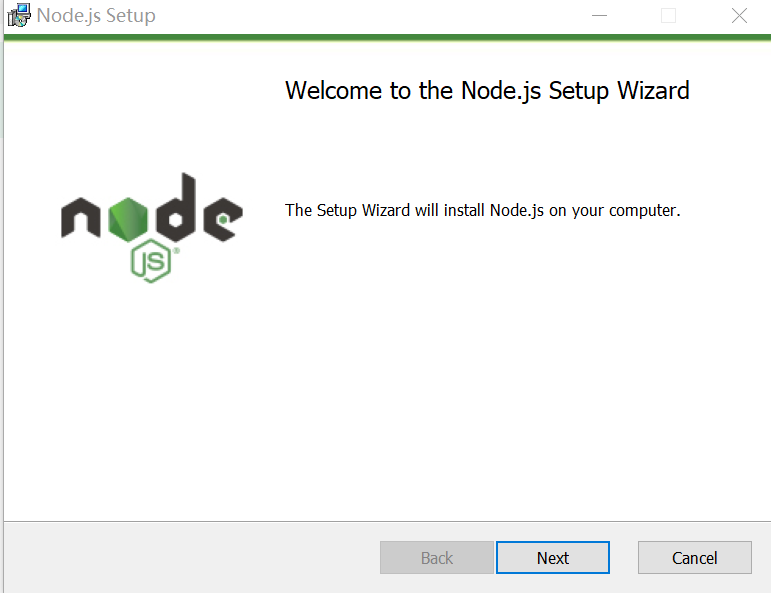 Node.js Setup
Welcome to the Node.js Setup Wizard
The Setup Wizard will install Node.js on your computer.
node
JS®
Back
Next
Cancel